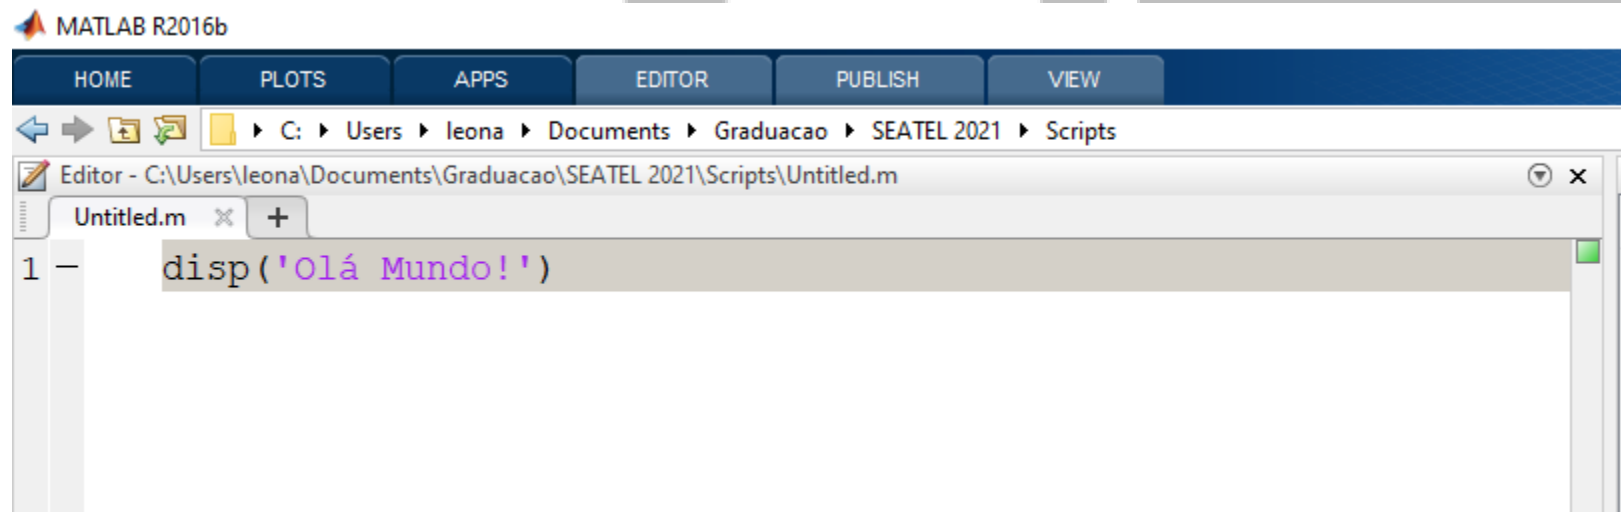 MATLAB R2016b
HOME PLOTS APPS EDITOR PUBLISH VIEW
C: Users leona Documents Graduacao SEATEL 2021 Scripts
Editor - C:\Users\leona\Documents\Graduacao\SEATEL 2021\Scripts\Untitled.m
Untitled.m
1 disp('Olá Mundo!')